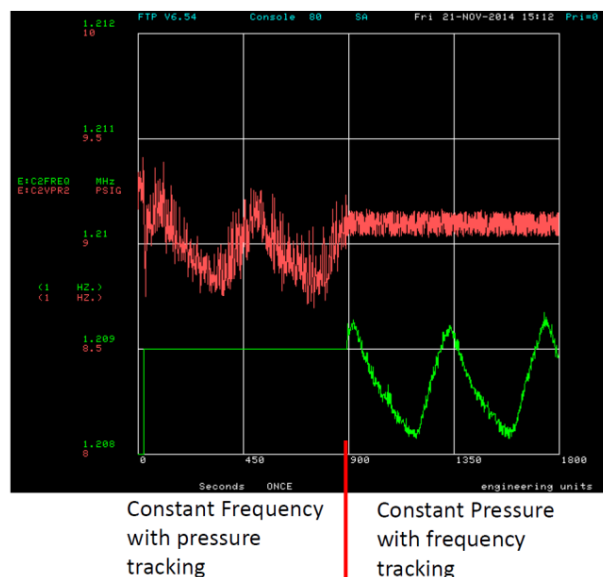 FTP V6.54 Console 80 SA Fri 21-NOV-2014 15:12 Pri=0
1.212
10
1.211
9.5
E:C2FREQ MHz 1.21
E:C2VPR2 PSIG 9
(1 HZ.)
(1 HZ.)
1.209
8.5
1.208
8
0 450 900 1350 1800
Seconds ONCE engineering units
Constant Frequency
with pressure
tracking
Constant Pressure
with frequency
tracking